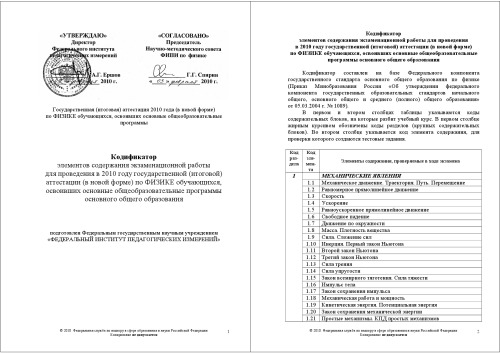 «УТВЕРЖДАЮ»
Директор
Федерального института
педагогических измерений
А.Г. Ершов
2010 г.
«СОГЛАСОВАНО»
Председатель
Научно-методического совета
ФИПИ по физике
Г.Г. Спирин
2010 г.
Государственная (итоговая) аттестация 2010 года (в новой форме)
по ФИЗИКЕ обучающихся, освоивших основные общеобразовательные
программы
Кодификатор
элементов содержания экзаменационной работы
для проведения в 2010 году государственной (итоговой)
аттестации (в новой форме) по ФИЗИКЕ обучающихся,
освоивших основные общеобразовательные программы
основного общего образования
подготовлен Федеральным государственным научным учреждением
«ФЕДЕРАЛЬНЫЙ ИНСТИТУТ ПЕДАГОГИЧЕСКИХ ИЗМЕРЕНИЙ»
© 2010 Федеральная служба по надзору в сфере образования и науки Российской Федерации
Копирование не допускается
1
Кодификатор
элементов содержания экзаменационной работы для проведения
в 2010 году государственной (итоговой) аттестации (в новой форме)
по ФИЗИКЕ обучающихся, освоивших основные общеобразовательные
программы основного общего образования
Кодификатор составлен на базе Федерального компонента
государственного стандарта основного общего образования по физике
(Приказ Минобразования России «Об утверждении федерального
компонента государственных образовательных стандартов начального
общего, основного общего и среднего (полного) общего образования»
от 05.03.2004 г. № 1089).
В первом и втором столбцах таблицы указываются коды
содержательных блоков, на которые разбит учебный курс. В первом столбце
жирным курсивом обозначены коды разделов (крупных содержательных
блоков). Во втором столбце указывается код элемента содержания, для
проверки которого создаются тестовые задания.
Код раз-дела
Код эле-мен-та
Элементы содержания, проверяемые в ходе экзамена
1 МЕХАНИЧЕСКИЕ ЯВЛЕНИЯ
1.1 Механическое движение. Траектория. Путь. Перемещение
1.2 Равномерное прямолинейное движение
1.3 Скорость
1.4 Ускорение
1.5 Равноускоренное прямолинейное движение
1.6 Свободное падение
1.7 Движение по окружности
1.8 Масса. Плотность вещества
1.9 Сила. Сложение сил
1.10 Инерция. Первый закон Ньютона
1.11 Второй закон Ньютона
1.12 Третий закон Ньютона
1.13 Сила трения
1.14 Сила упругости
1.15 Закон всемирного тяготения. Сила тяжести
1.16 Импульс тела
1.17 Закон сохранения импульса
1.18 Механическая работа и мощность
1.19 Кинетическая энергия. Потенциальная энергия
1.20 Закон сохранения механической энергии
1.21 Простые механизмы. КПД простых механизмов
© 2010 Федеральная служба по надзору в сфере образования и науки Российской Федерации
Копирование не допускается
2